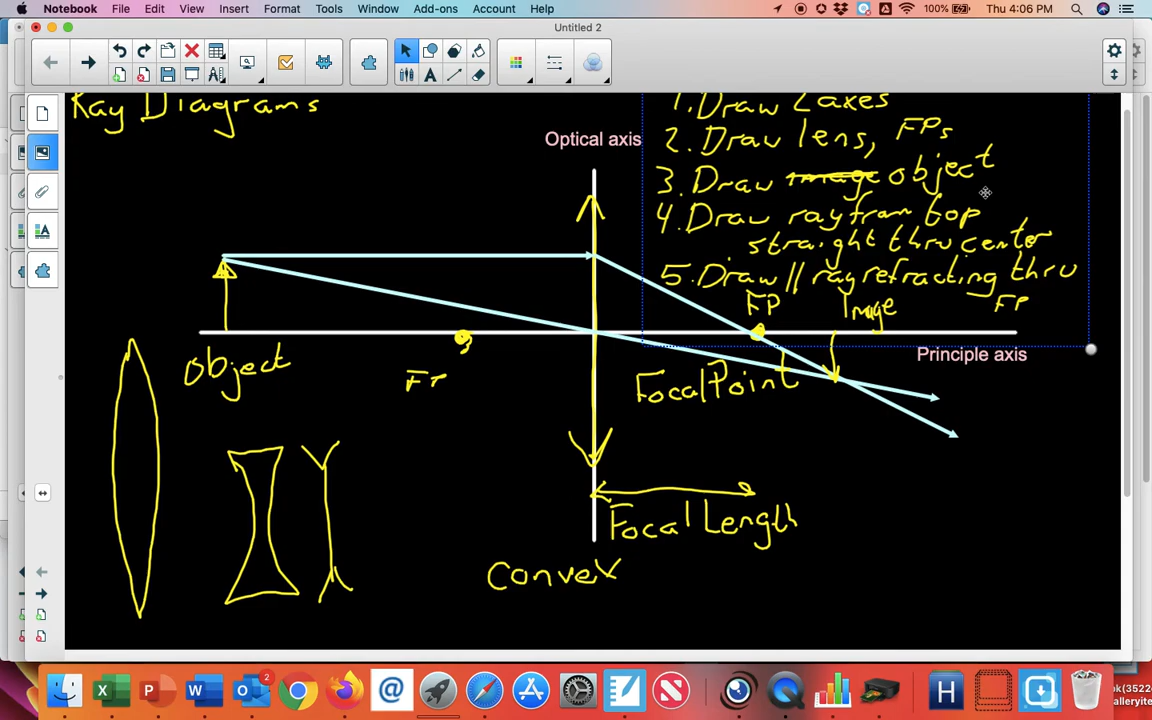 Notebook File Edit View Insert Format Tools Window Add-ons Account Help 100% Thu 4:06 PM
Untitled 2
Ray Diagrams
Optical axis
1. Draw 2 axes
2. Draw lens, FPs
3. Draw image object
4. Draw ray from top
straight thru center
5. Draw // ray refracting thru
FP
FP
Image
Object
Principle axis
Focal Point
Focal Length
Convex
2